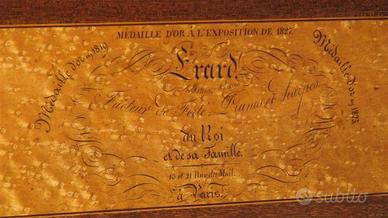 MÉDAILLE D'OR A L'EXPOSITION DE 1827.
Médaille d'or en 1819
Médaille d'or en 1823.
Erard.
Facteur de Forte-Pianos et Harpes
du Roi
et de sa Famille.
13 et 21 Rue du Mail.
à Paris.
subito